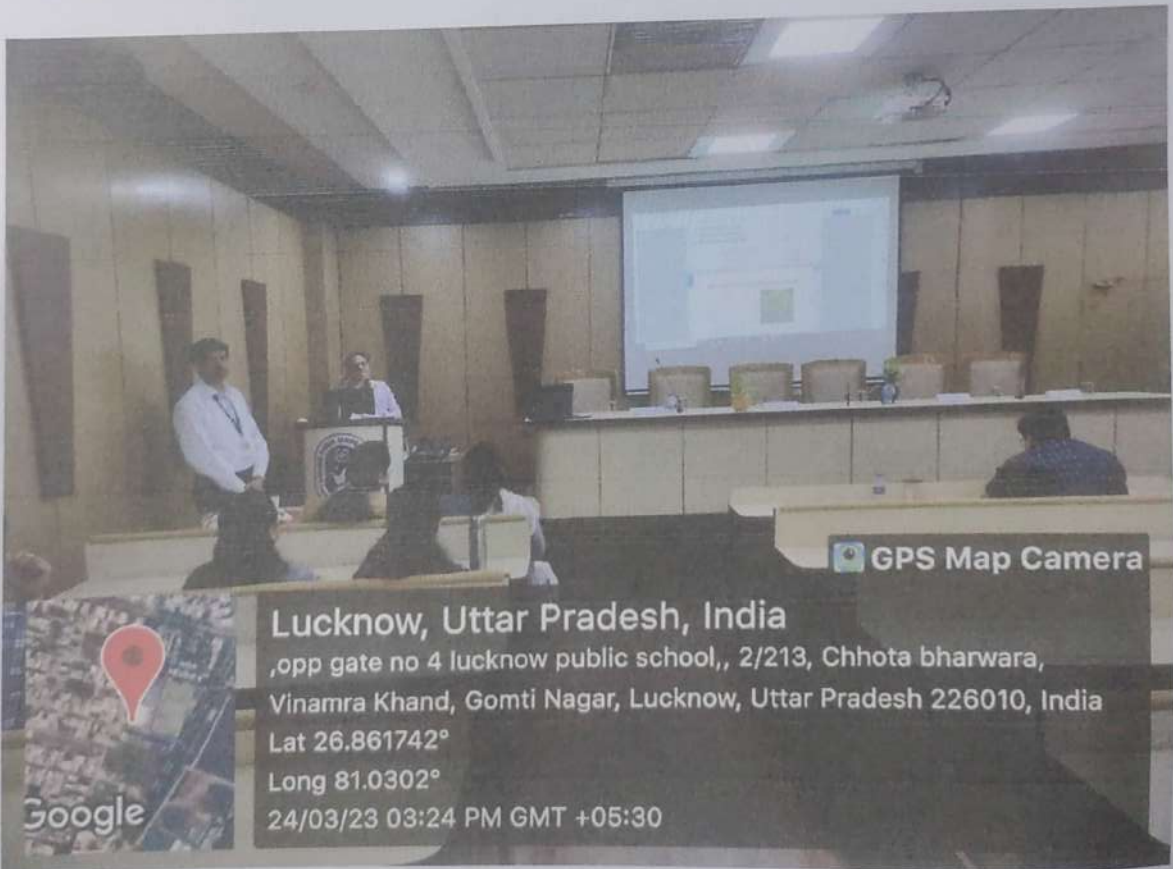 GPS Map Camera
Lucknow, Uttar Pradesh, India
,opp gate no 4 lucknow public school,, 2/213, Chhota bharwara,
Vinamra Khand, Gomti Nagar, Lucknow, Uttar Pradesh 226010, India
Lat 26.861742°
Long 81.0302°
24/03/23 03:24 PM GMT +05:30
Google